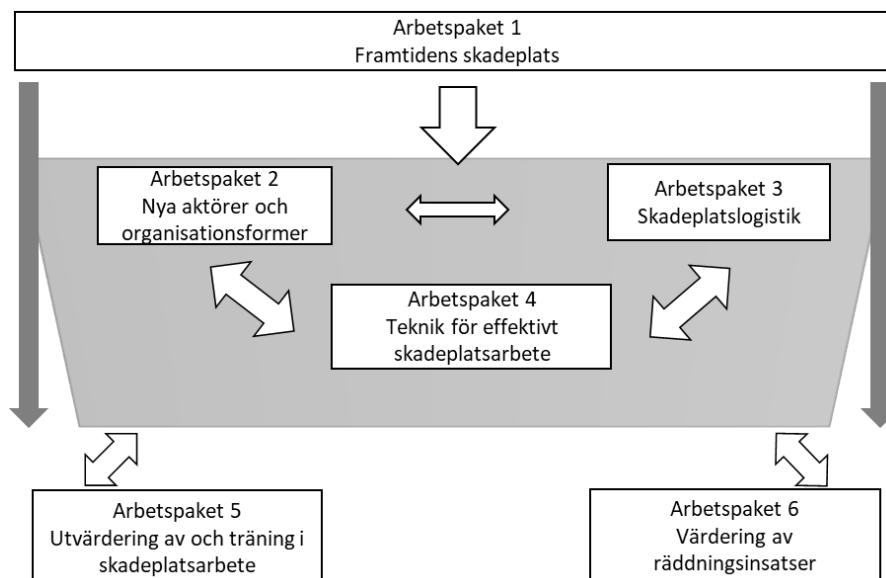 Arbetspaket 1
Framtidens skadeplats
Arbetspaket 2
Nya aktörer och
organisationsformer
Arbetspaket 3
Skadeplatslogistik
Arbetspaket 4
Teknik för effektivt
skadeplatsarbete
Arbetspaket 5
Utvärdering av och träning i
skadeplatsarbete
Arbetspaket 6
Värdering av
räddningsinsatser